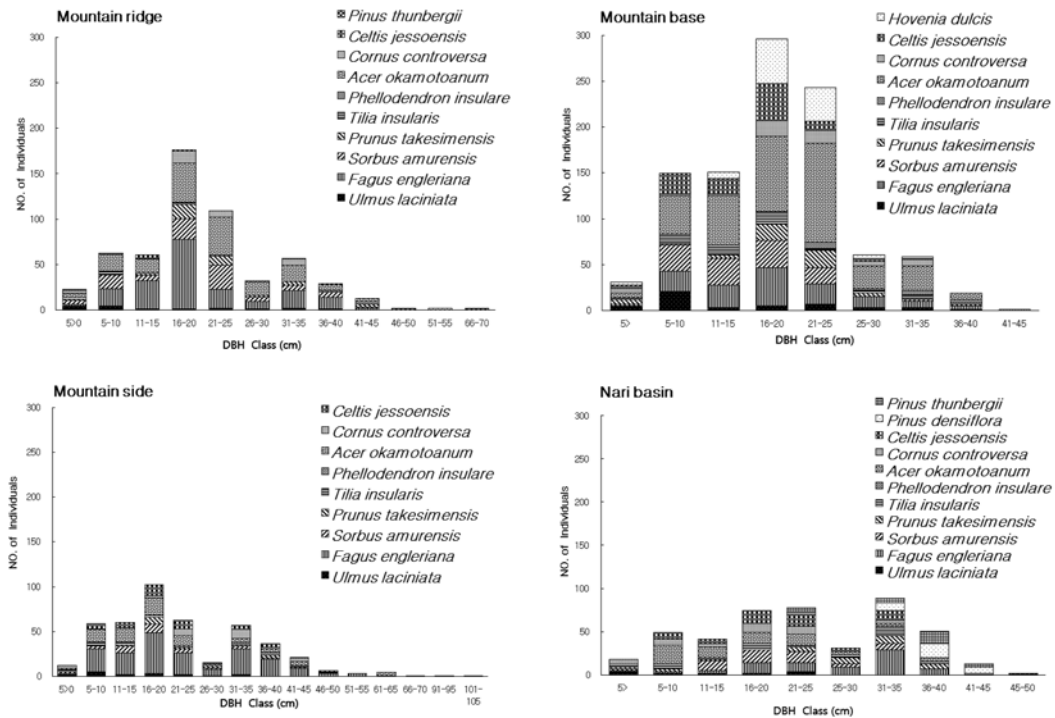 Mountain ridge
NO. of Individuals
300
250
200
150
100
50
0
5>0 5-10 11-15 16-20 21-25 26-30 31-35 36-40 41-45 46-50 51-55 66-70
DBH Class (cm)
Pinus thunbergii
Celtis jessoensis
Cornus controversa
Acer okamotoanum
Phellodendron insulare
Tilia insularis
Prunus takesimensis
Sorbus amurensis
Fagus engleriana
Ulmus laciniata
Mountain base
NO. of Individuals
300
250
200
150
100
50
0
5> 5-10 11-15 16-20 21-25 25-30 31-35 36-40 41-45
DBH Class (cm)
Hovenia dulcis
Celtis jessoensis
Cornus controversa
Acer okamotoanum
Phellodendron insulare
Tilia insularis
Prunus takesimensis
Sorbus amurensis
Fagus engleriana
Ulmus laciniata
Mountain side
NO. of Individuals
300
250
200
150
100
50
0
5>0 5-10 11-15 16-20 21-25 26-30 31-35 36-40 41-45 46-50 51-55 61-65 66-70 91-95 101-
105
DBH Class (cm)
Celtis jessoensis
Cornus controversa
Acer okamotoanum
Phellodendron insulare
Tilia insularis
Prunus takesimensis
Sorbus amurensis
Fagus engleriana
Ulmus laciniata
Nari basin
NO. of Individuals
300
250
200
150
100
50
0
5> 5-10 11-15 16-20 21-25 26-30 31-35 36-40 41-45 45-50
DBH Class (cm)
Pinus thunbergii
Pinus densiflora
Celtis jessoensis
Cornus controversa
Acer okamotoanum
Phellodendron insulare
Tilia insularis
Prunus takesimensis
Sorbus amurensis
Fagus engleriana
Ulmus laciniata